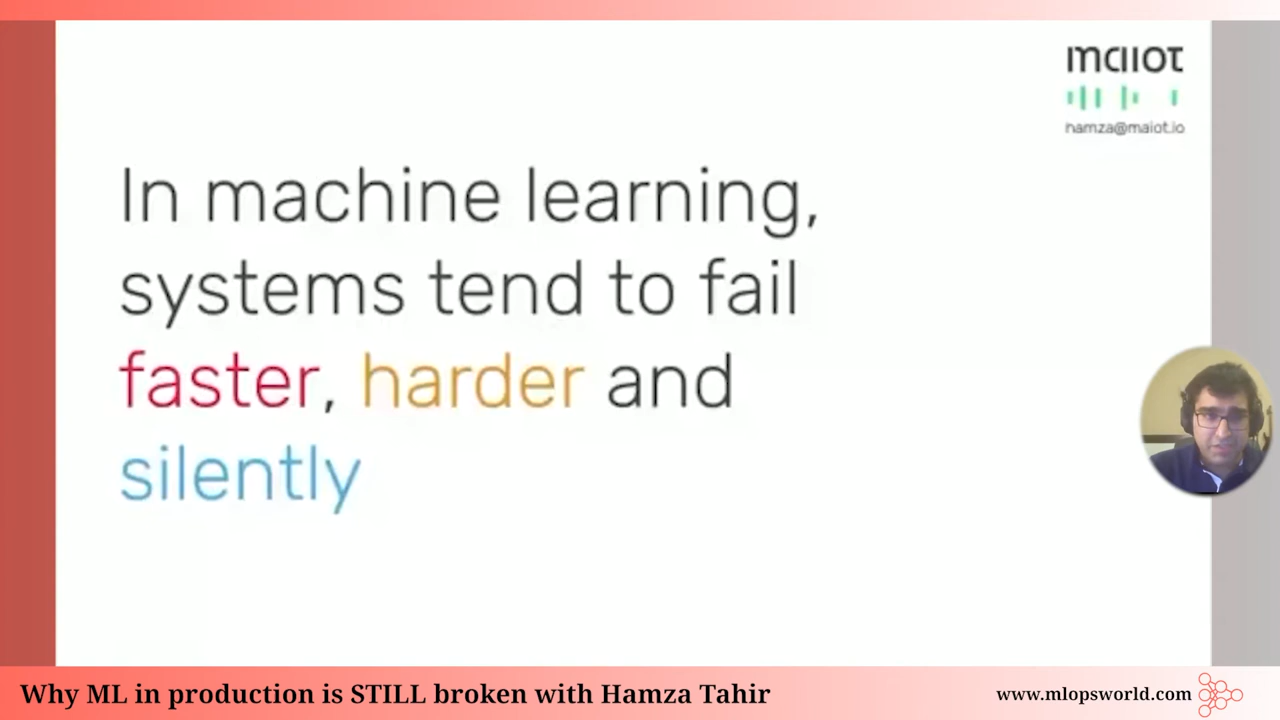 maiot
hamza@maiot.io
In machine learning,
systems tend to fail
faster, harder and
silently
Why ML in production is STILL broken with Hamza Tahir
www.mlopsworld.com